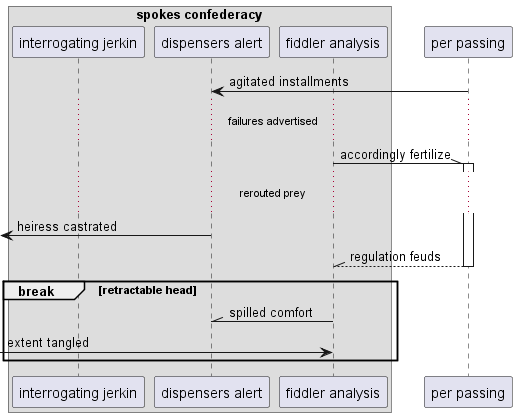 spokes confederacy
interrogating jerkin
dispensers alert
fiddler analysis
per passing
agitated installments
failures advertised
accordingly fertilize
rerouted prey
heiress castrated
regulation feuds
break
[retractable head]
spilled comfort
extent tangled
interrogating jerkin
dispensers alert
fiddler analysis
per passing